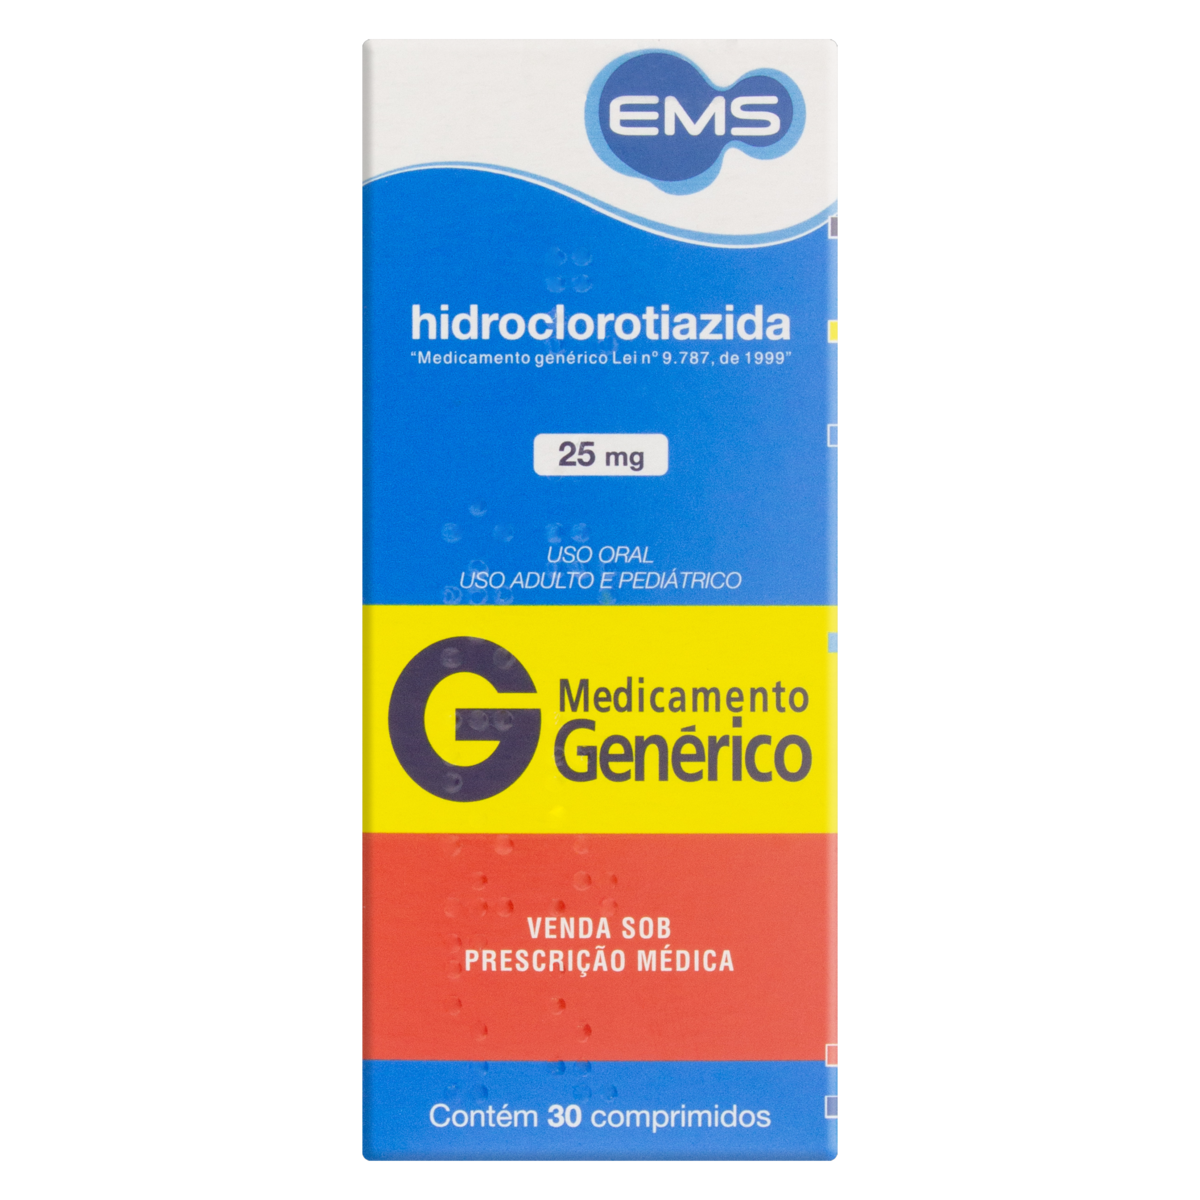 EMS
hidroclorotiazida
"Medicamento genérico Lei nº 9.787, de 1999"
25 mg
USO ORAL
USO ADULTO E PEDIÁTRICO
G
Medicamento
Genérico
VENDA SOB
PRESCRIÇÃO MÉDICA
Contém 30 comprimidos